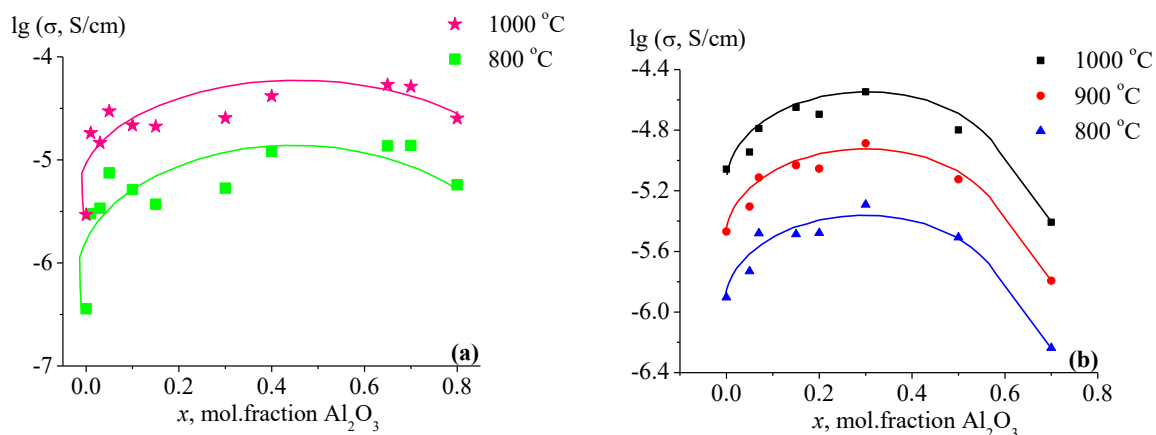 lg (σ, S/cm)
1000 °C
800 °C
-4
-5
-6
-7
0.0 0.2 0.4 0.6 0.8
x, mol.fraction Al₂O₃
(a)
lg (σ, S/cm)
1000 °C
900 °C
800 °C
-4.4
-4.8
-5.2
-5.6
-6.0
-6.4
0.0 0.2 0.4 0.6 0.8
x, mol.fraction Al₂O₃
(b)